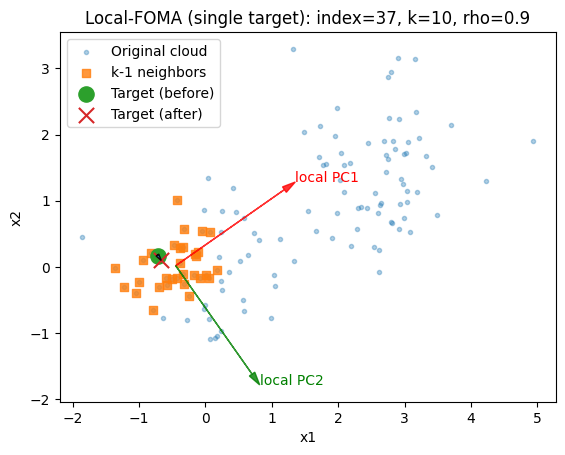 Local-FOMA (single target): index=37, k=10, rho=0.9
Original cloud
k-1 neighbors
Target (before)
Target (after)
local PC1
local PC2
x2
3
2
1
0
−1
−2
−2 −1 0 1 2 3 4 5
x1